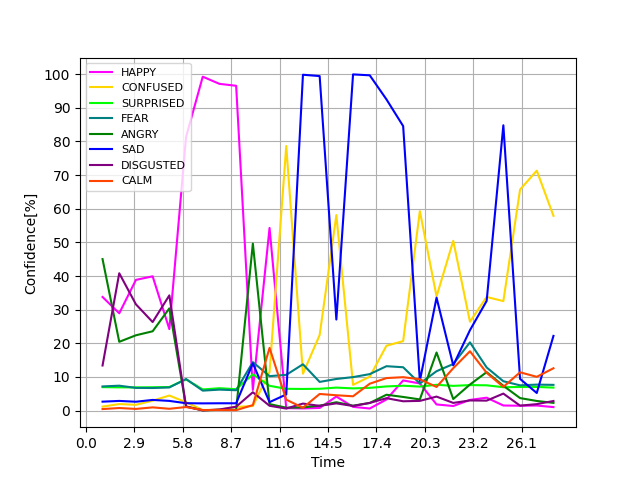 HAPPY
CONFUSED
SURPRISED
FEAR
ANGRY
SAD
DISGUSTED
CALM
Confidence[%]
100
90
80
70
60
50
40
30
20
10
0
0.0 2.9 5.8 8.7 11.6 14.5 17.4 20.3 23.2 26.1
Time